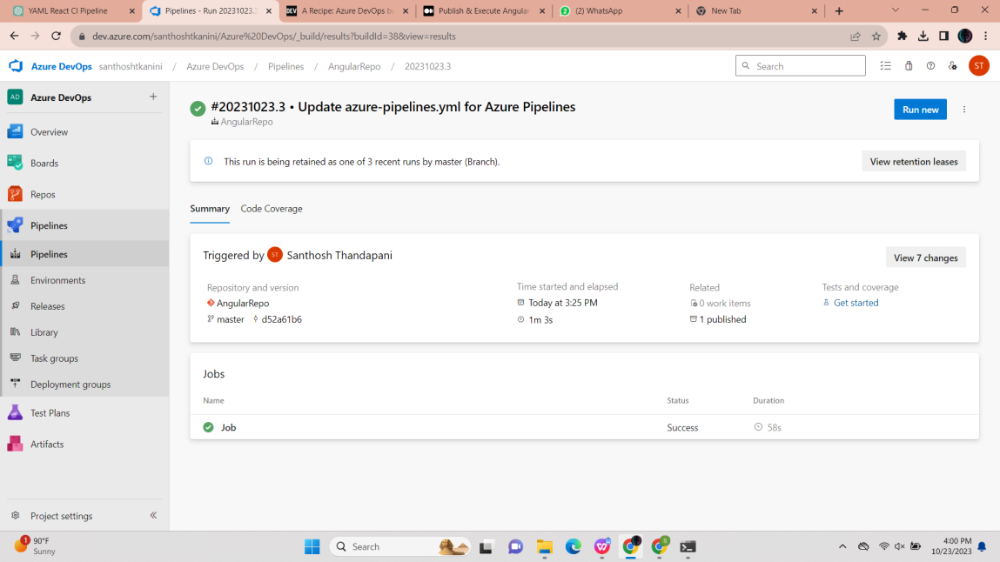 YAML React CI Pipeline
Pipelines - Run 20231023.3
DEV A Recipe: Azure DevOps bu
Publish & Execute Angular
2 (2) WhatsApp
New Tab
dev.azure.com/santhoshtkanini/Azure%20DevOps/_build/results?buildId=38&view=results
Azure DevOps santhoshtkanini / Azure DevOps / Pipelines / AngularRepo / 20231023.3
Search
ST
AD Azure DevOps +
Overview
Boards
Repos
Pipelines
Pipelines
Environments
Releases
Library
Task groups
Deployment groups
Test Plans
Artifacts
Project settings
#20231023.3 • Update azure-pipelines.yml for Azure Pipelines
AngularRepo
Run new
This run is being retained as one of 3 recent runs by master (Branch).
View retention leases
Summary Code Coverage
Triggered by ST Santhosh Thandapani
View 7 changes
Repository and version
AngularRepo
master d52a61b6
Time started and elapsed
Today at 3:25 PM
1m 3s
Related
0 work items
1 published
Tests and coverage
Get started
Jobs
Name Status Duration
Job Success 58s
1
90°F
Sunny
Search
4:00 PM
10/23/2023